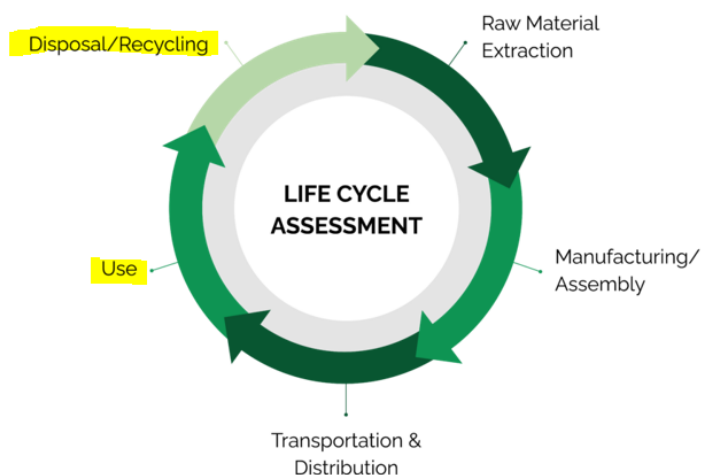 Disposal/Recycling
Raw Material
Extraction
LIFE CYCLE
ASSESSMENT
Use
Manufacturing/
Assembly
Transportation &
Distribution